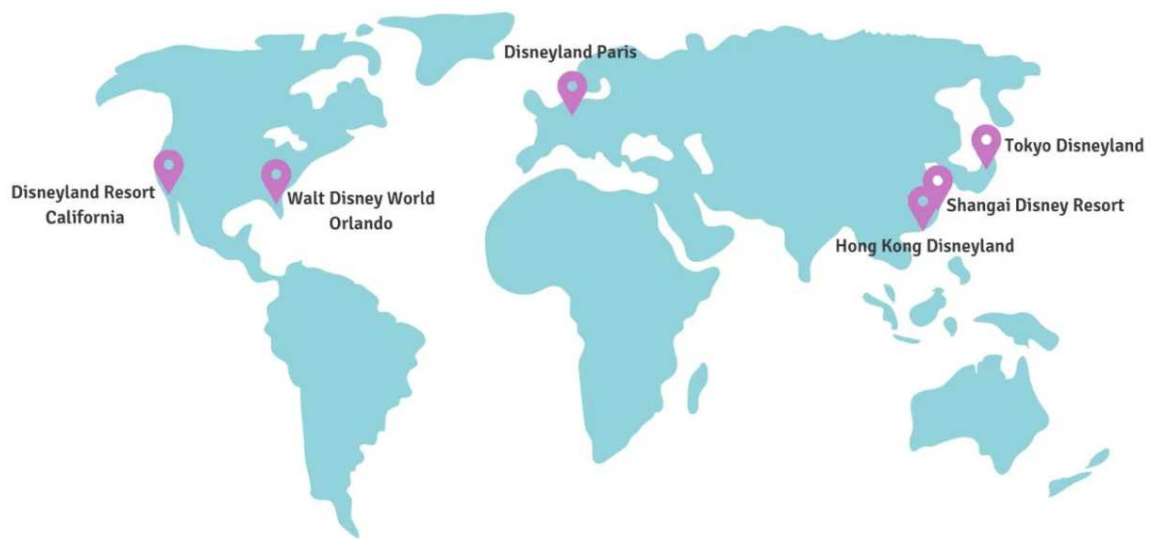 Disneyland Paris
Tokyo Disneyland
Disneyland Resort
California
Walt Disney World
Orlando
Shangai Disney Resort
Hong Kong Disneyland